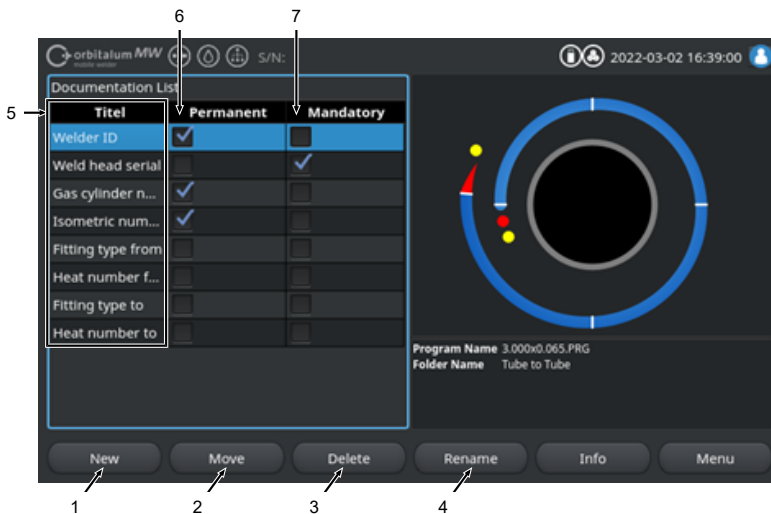 6 7
orbitalum MW S/N: 2022-03-02 16:39:00
mobile welder
Documentation List
5 Titel Permanent Mandatory
Welder ID
Weld head serial
Gas cylinder n...
Isometric num...
Fitting type from
Heat number f...
Fitting type to
Heat number to
Program Name 3.000x0.065.PRG
Folder Name Tube to Tube
New Move Delete Rename Info Menu
1 2 3 4